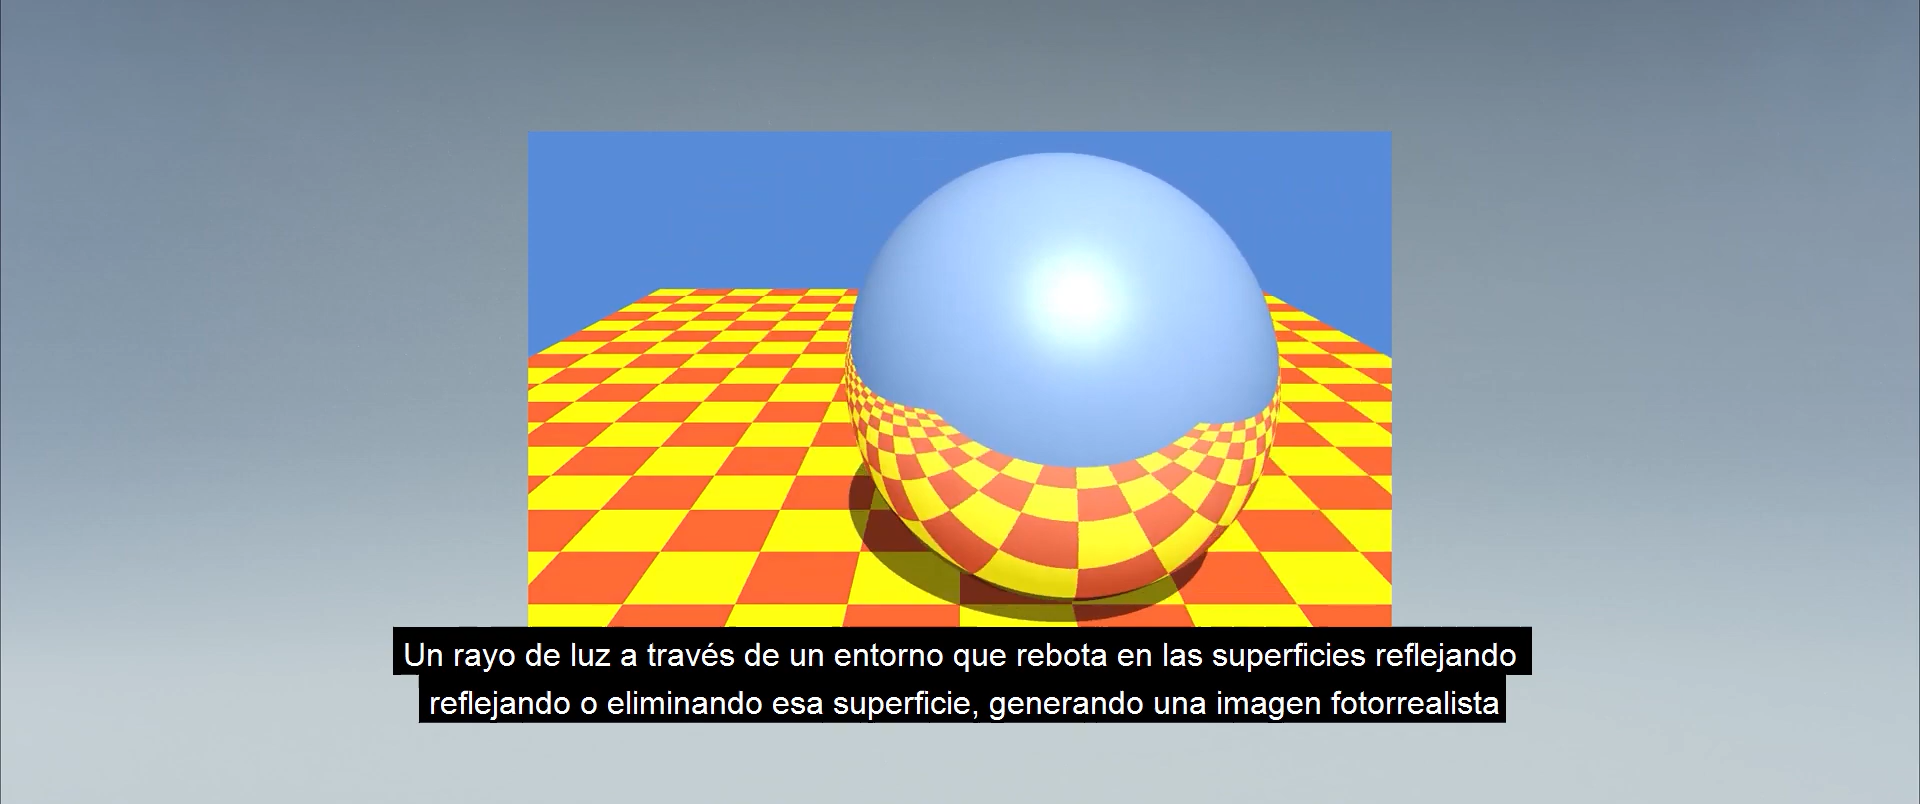 Un rayo de luz a través de un entorno que rebota en las superficies reflejando
reflejando o eliminando esa superficie, generando una imagen fotorrealista